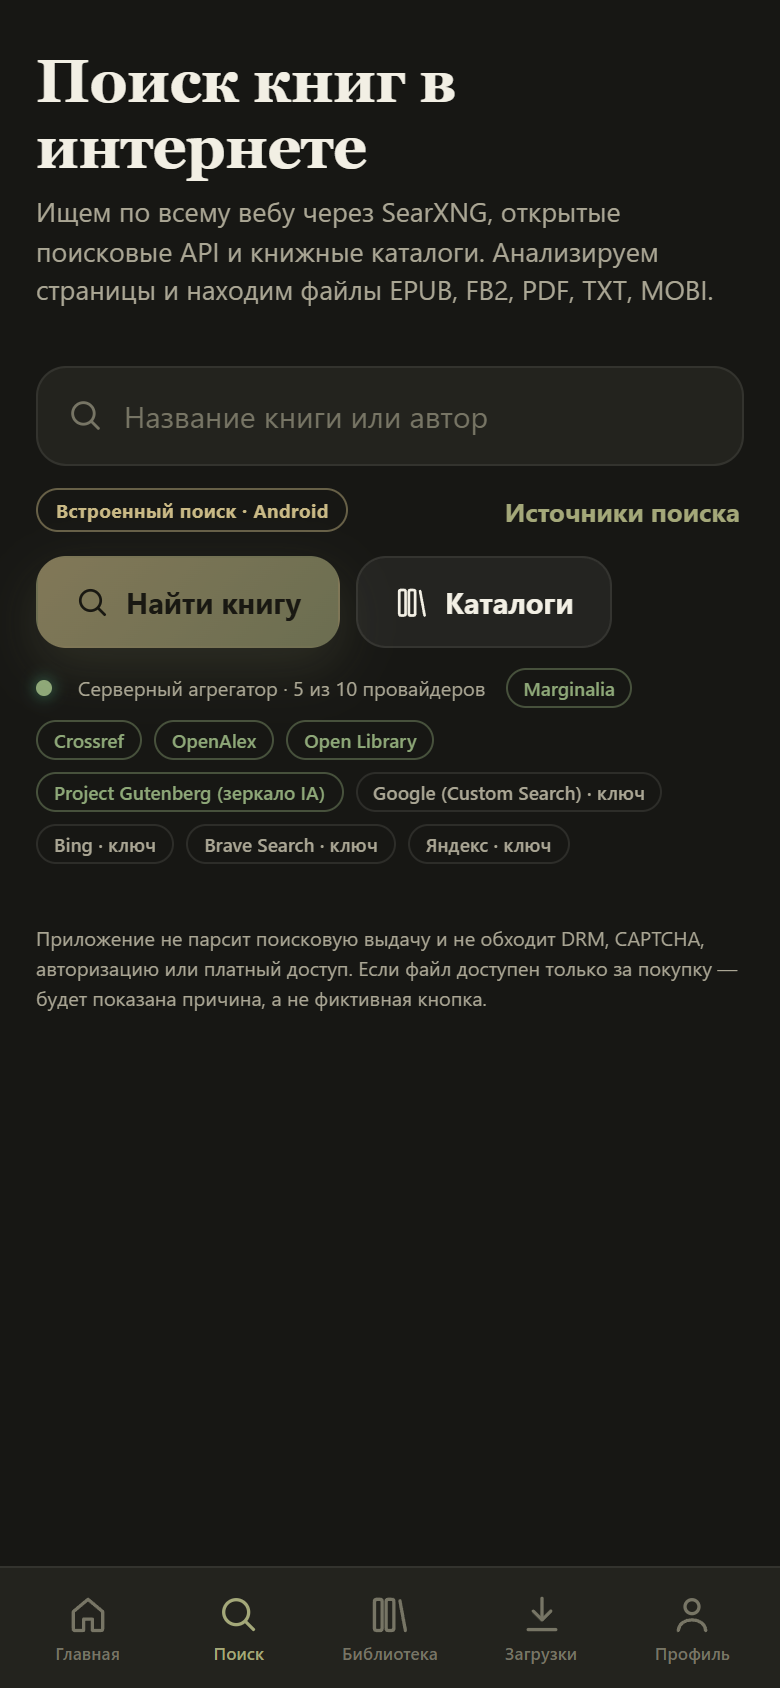 Поиск книг в
интернете
Ищем по всему вебу через SearXNG, открытые
поисковые API и книжные каталоги. Анализируем
страницы и находим файлы EPUB, FB2, PDF, TXT, MOBI.
Название книги или автор
Встроенный поиск · Android
Источники поиска
Найти книгу
Каталоги
Серверный агрегатор · 5 из 10 провайдеров
Marginalia
Crossref
OpenAlex
Open Library
Project Gutenberg (зеркало IA)
Google (Custom Search) · ключ
Bing · ключ
Brave Search · ключ
Яндекс · ключ
Приложение не парсит поисковую выдачу и не обходит DRM, CAPTCHA,
авторизацию или платный доступ. Если файл доступен только за покупку —
будет показана причина, а не фиктивная кнопка.
Главная
Поиск
Библиотека
Загрузки
Профиль